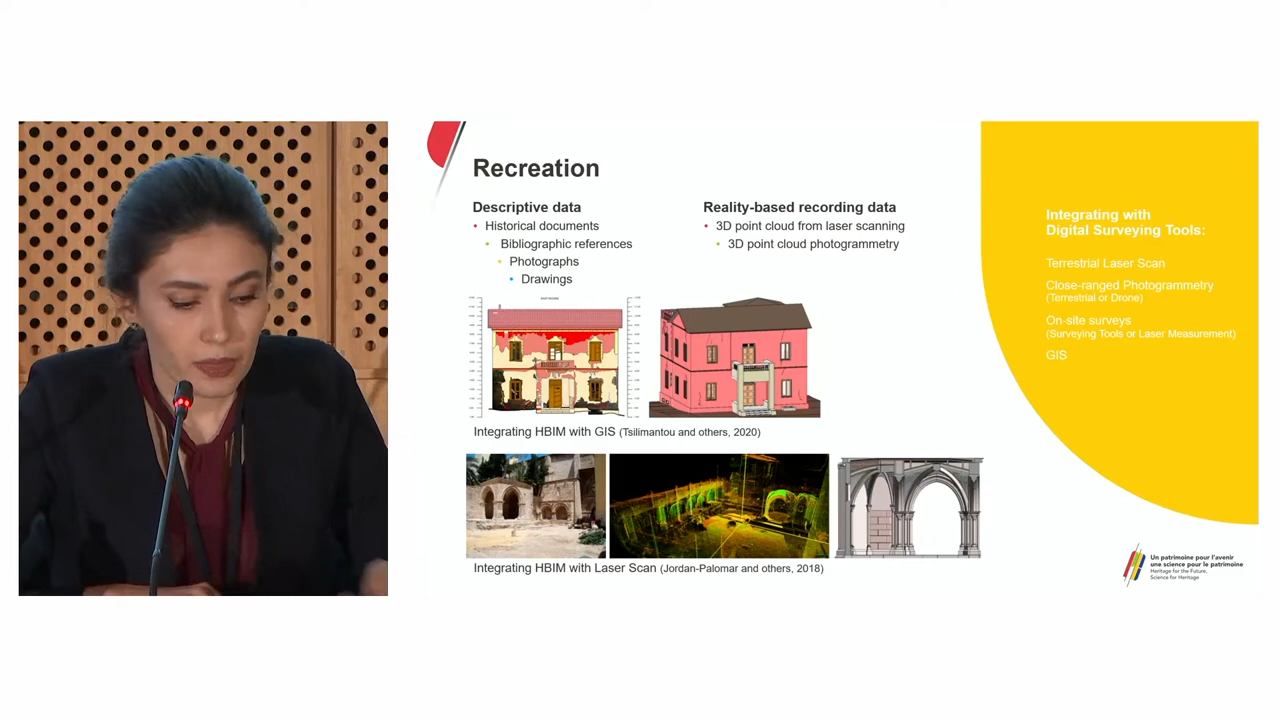 Recreation
Descriptive data
• Historical documents
• Bibliographic references
• Photographs
• Drawings
Reality-based recording data
• 3D point cloud from laser scanning
• 3D point cloud photogrammetry
Integrating HBIM with GIS (Tsilimantou and others, 2020)
Integrating HBIM with Laser Scan (Jordan-Palomar and others, 2018)
Integrating with
Digital Surveying Tools:
Terrestrial Laser Scan
Close-ranged Photogrammetry
(Terrestrial or Drone)
On-site surveys
(Surveying Tools or Laser Measurement)
GIS
Un patrimoine pour l'avenir
une science pour le patrimoine
Heritage for the Future,
Science for Heritage